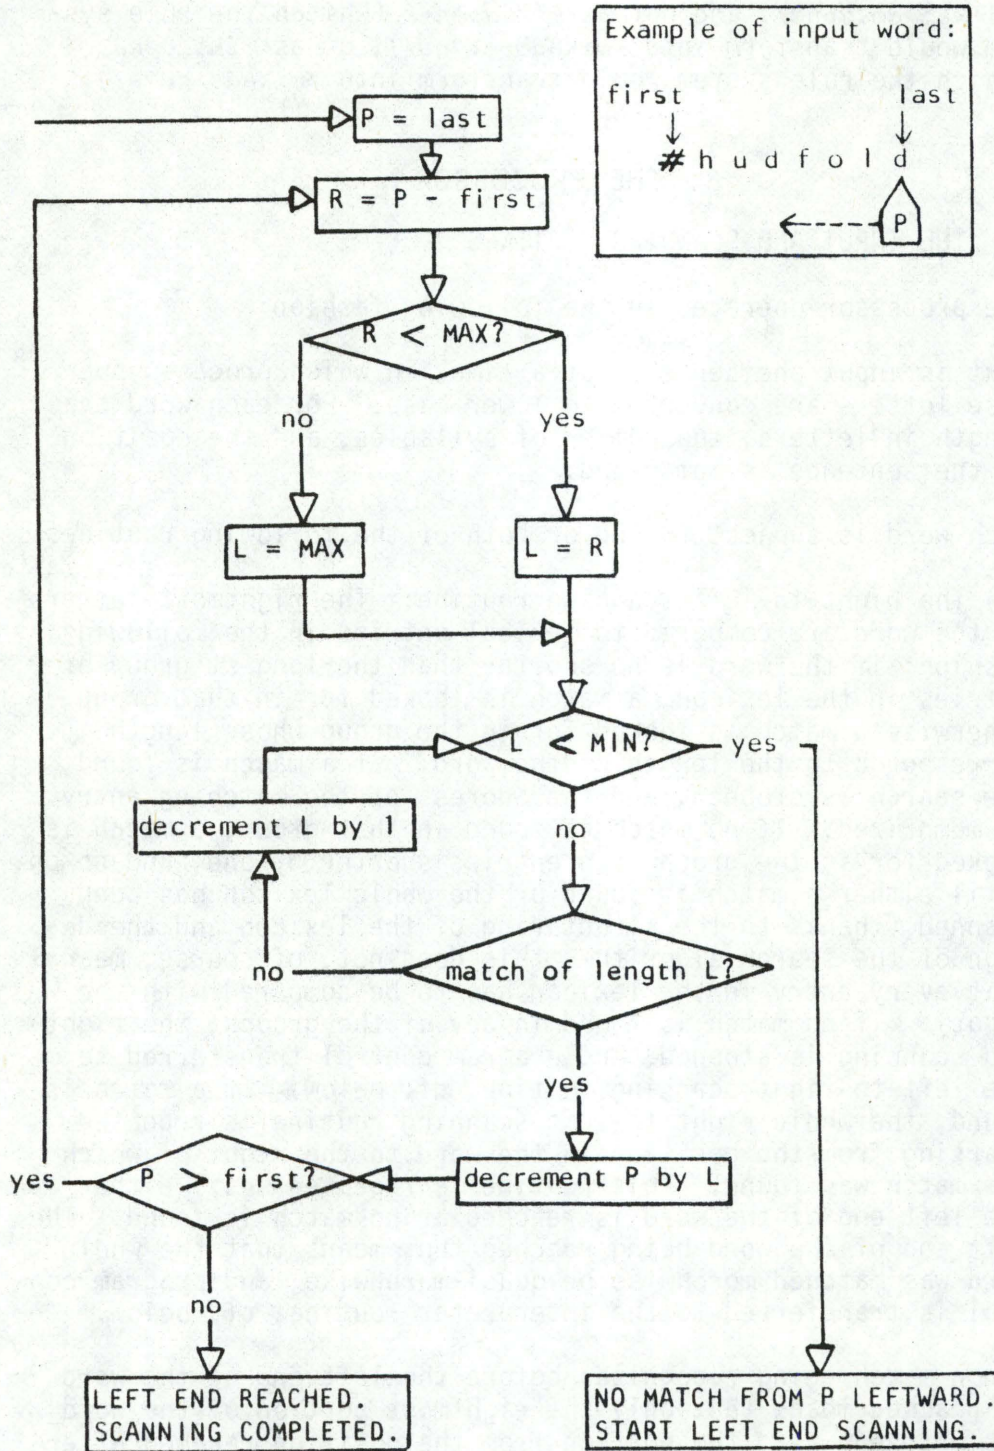 Example of input word:
first last
# h u d f o l d
P
P = last
R = P - first
R < MAX?
no yes
L = MAX L = R
L < MIN? yes
decrement L by 1
no
no match of length L?
yes
yes P > first? decrement P by L
no
LEFT END REACHED.
SCANNING COMPLETED.
NO MATCH FROM P LEFTWARD.
START LEFT END SCANNING.